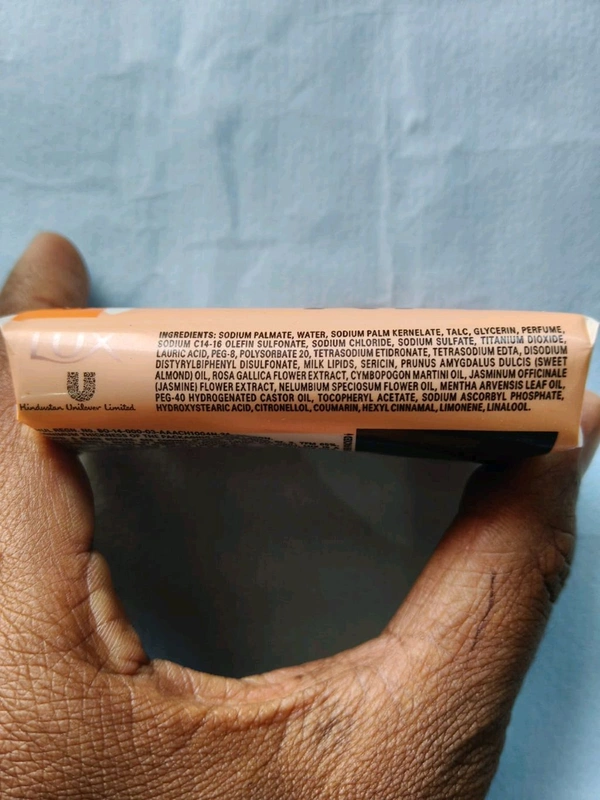 LUX
Hindustan Unilever Limited
INGREDIENTS: SODIUM PALMATE, WATER, SODIUM PALM KERNELATE, TALC, GLYCERIN, PERFUME,
SODIUM C14-16 OLEFIN SULFONATE, SODIUM CHLORIDE, SODIUM SULFATE, TITANIUM DIOXIDE,
LAURIC ACID, PEG-8, POLYSORBATE 20, TETRASODIUM ETIDRONATE, TETRASODIUM EDTA, DISODIUM
DISTYRYLBIPHENYL DISULFONATE, MILK LIPIDS, SERICIN, PRUNUS AMYGDALUS DULCIS (SWEET
ALMOND) OIL, ROSA GALLICA FLOWER EXTRACT, CYMBOPOGON MARTINI OIL, JASMINUM OFFICINALE
(JASMINE) FLOWER EXTRACT, NELUMBIUM SPECIOSUM FLOWER OIL, MENTHA ARVENSIS LEAF OIL,
PEG-40 HYDROGENATED CASTOR OIL, TOCOPHERYL ACETATE, SODIUM ASCORBYL PHOSPHATE,
HYDROXYSTEARIC ACID, CITRONELLOL, COUMARIN, HEXYL CINNAMAL, LIMONENE, LINALOOL.